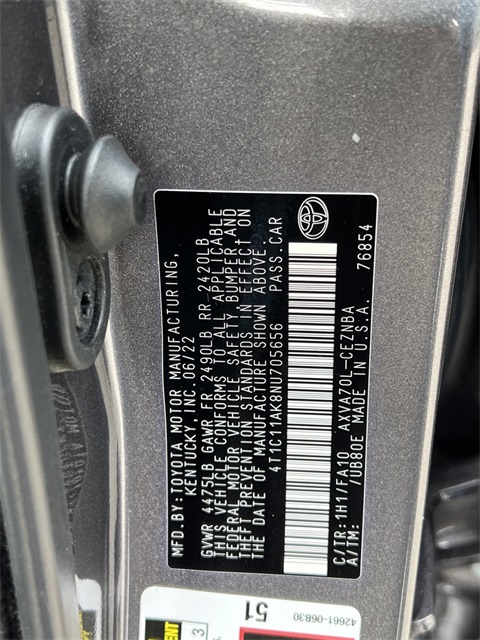 MFD. BY: TOYOTA MOTOR MANUFACTURING,
KENTUCKY, INC. 06/22
GVWR 4475LB GAWR FR 2490LB RR 2420LB
THIS VEHICLE CONFORMS TO ALL APPLICABLE
FEDERAL MOTOR VEHICLE SAFETY, BUMPER, AND
THEFT PREVENTION STANDARDS IN EFFECT ON
THE DATE OF MANUFACTURE SHOWN ABOVE.
4T1C11AK8NU705656 PASS. CAR
C/TR: 1H17/FA10 AXVA70L-CEZNBA
A/TM: /UB80E MADE IN U.S.A. 76854
42661-06B30
51
3